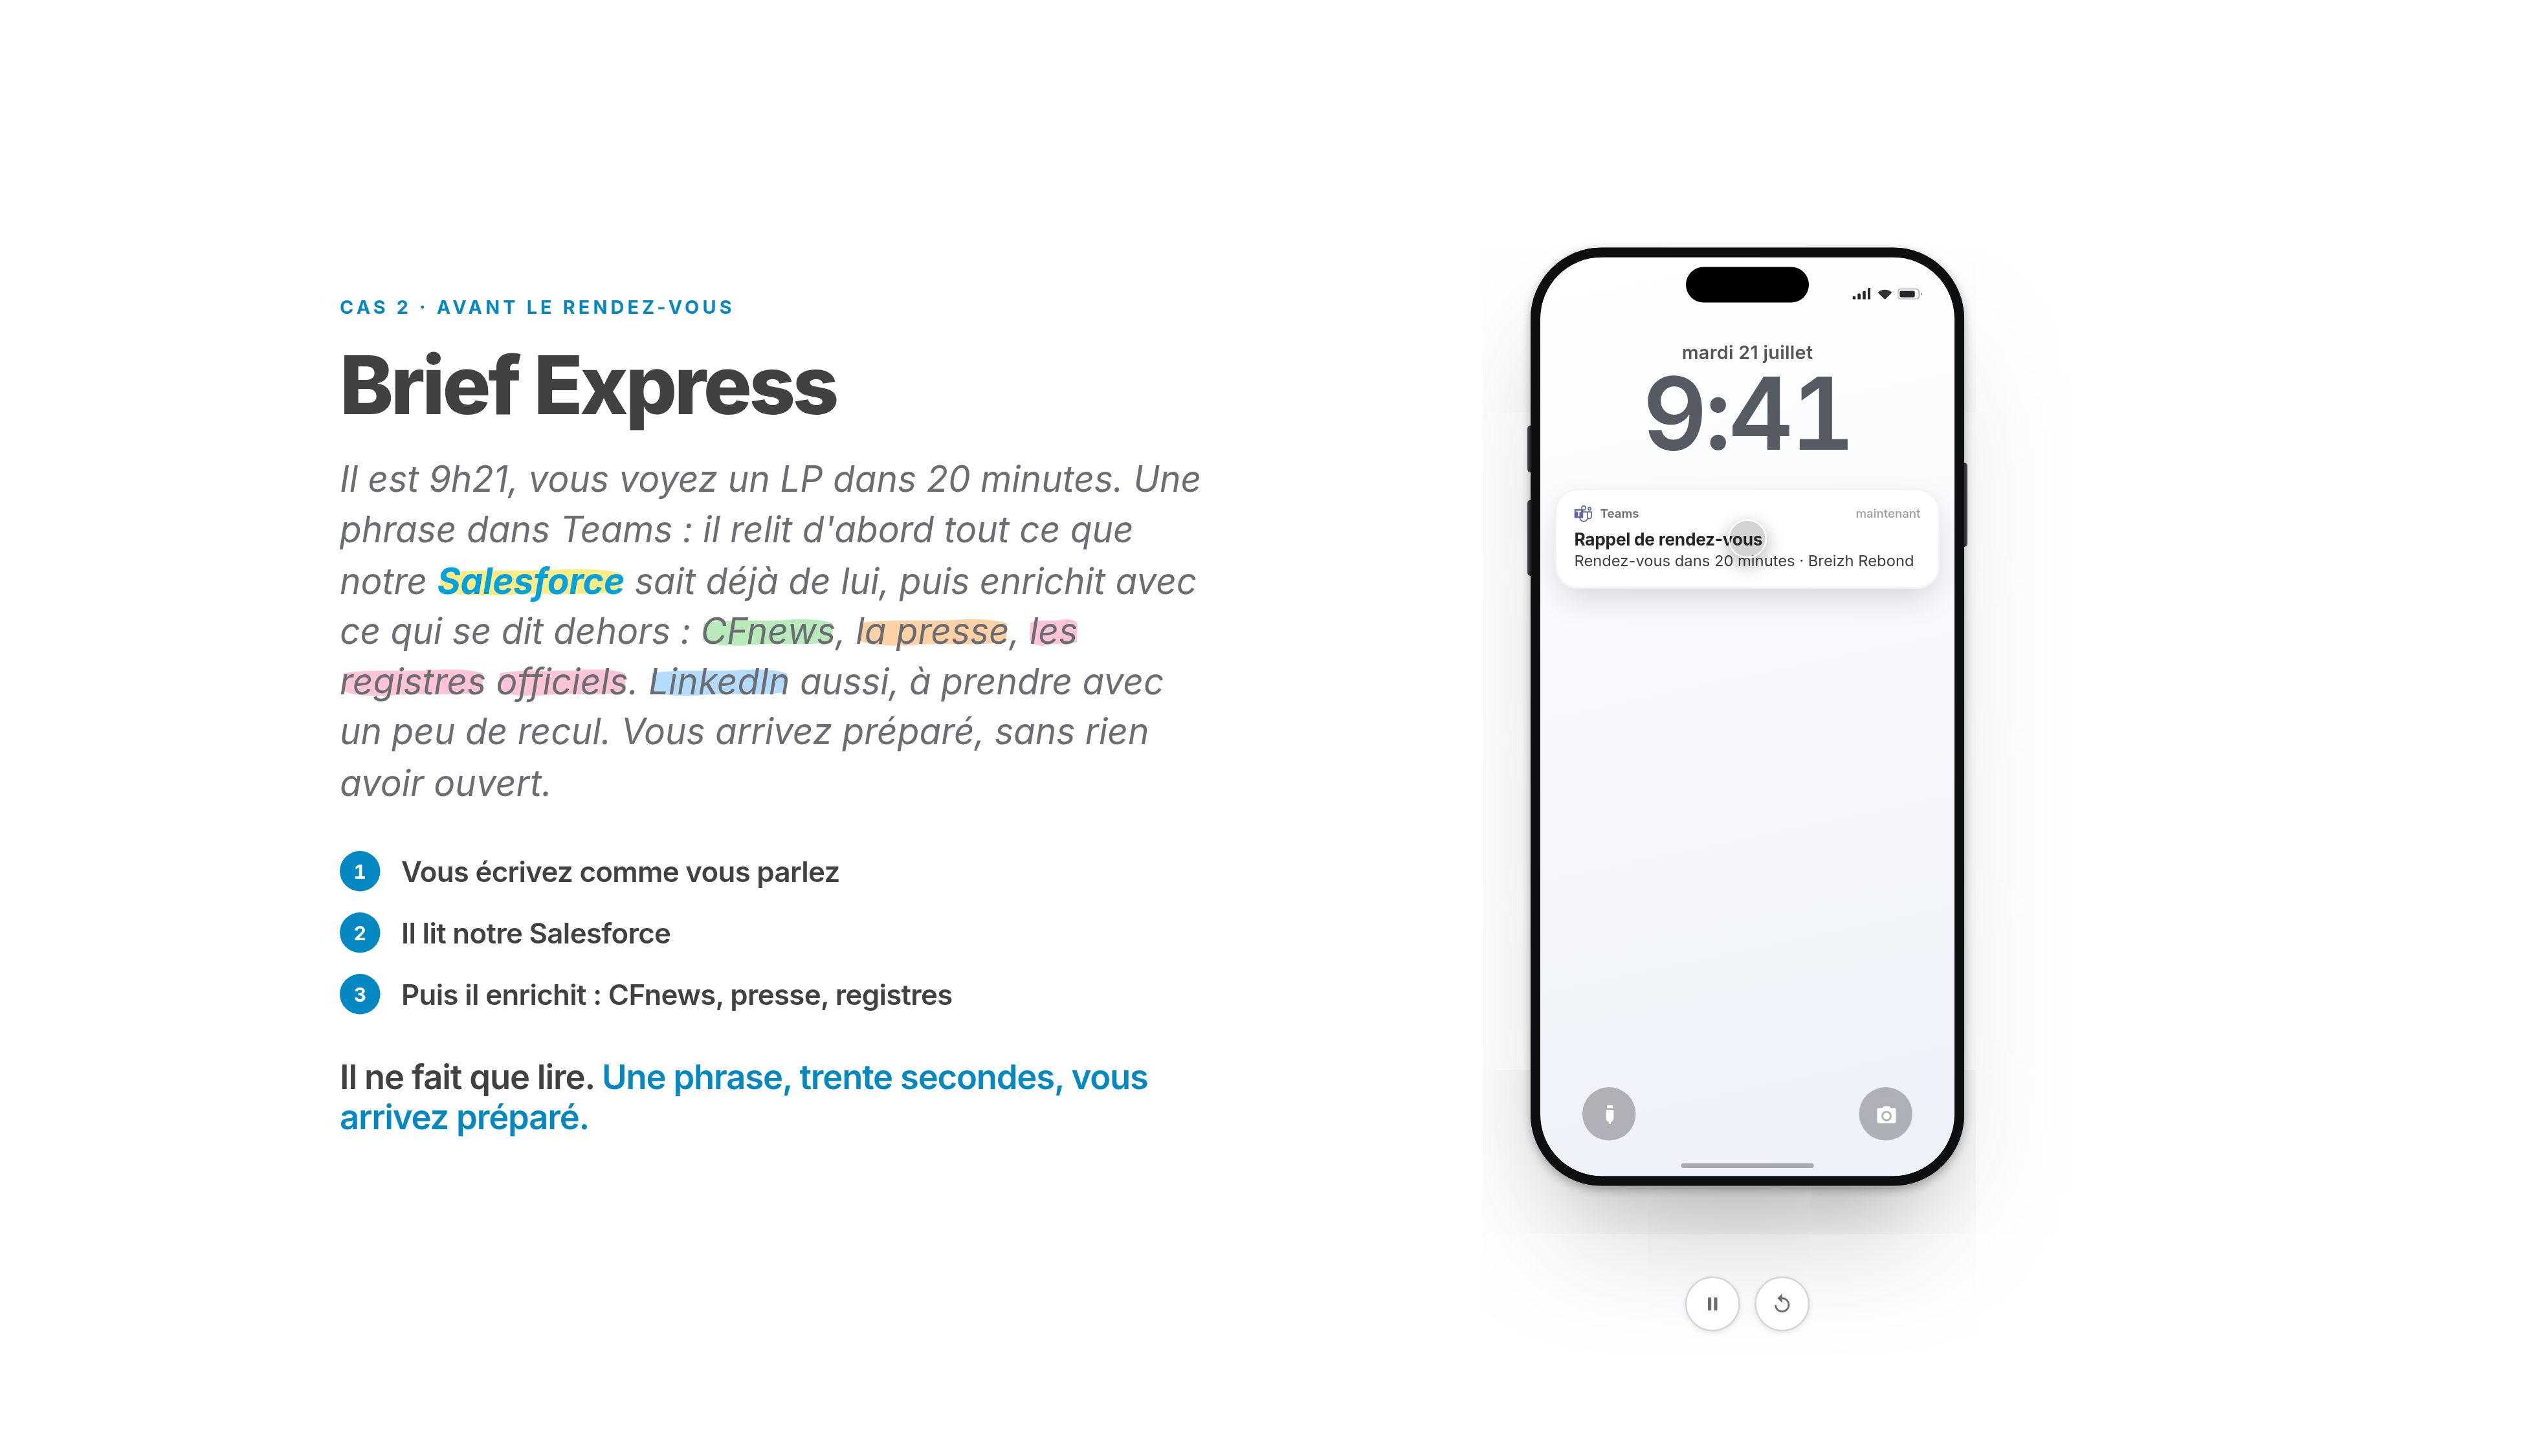 CAS 2 · AVANT LE RENDEZ-VOUS
Brief Express
Il est 9h21, vous voyez un LP dans 20 minutes. Une
phrase dans Teams : il relit d'abord tout ce que
notre Salesforce sait déjà de lui, puis enrichit avec
ce qui se dit dehors : CFnews, la presse, les
registres officiels. LinkedIn aussi, à prendre avec
un peu de recul. Vous arrivez préparé, sans rien
avoir ouvert.
1 Vous écrivez comme vous parlez
2 Il lit notre Salesforce
3 Puis il enrichit : CFnews, presse, registres
Il ne fait que lire. Une phrase, trente secondes, vous
arrivez préparé.
mardi 21 juillet
9:41
Teams maintenant
Rappel de rendez-vous
Rendez-vous dans 20 minutes · Breizh Rebond